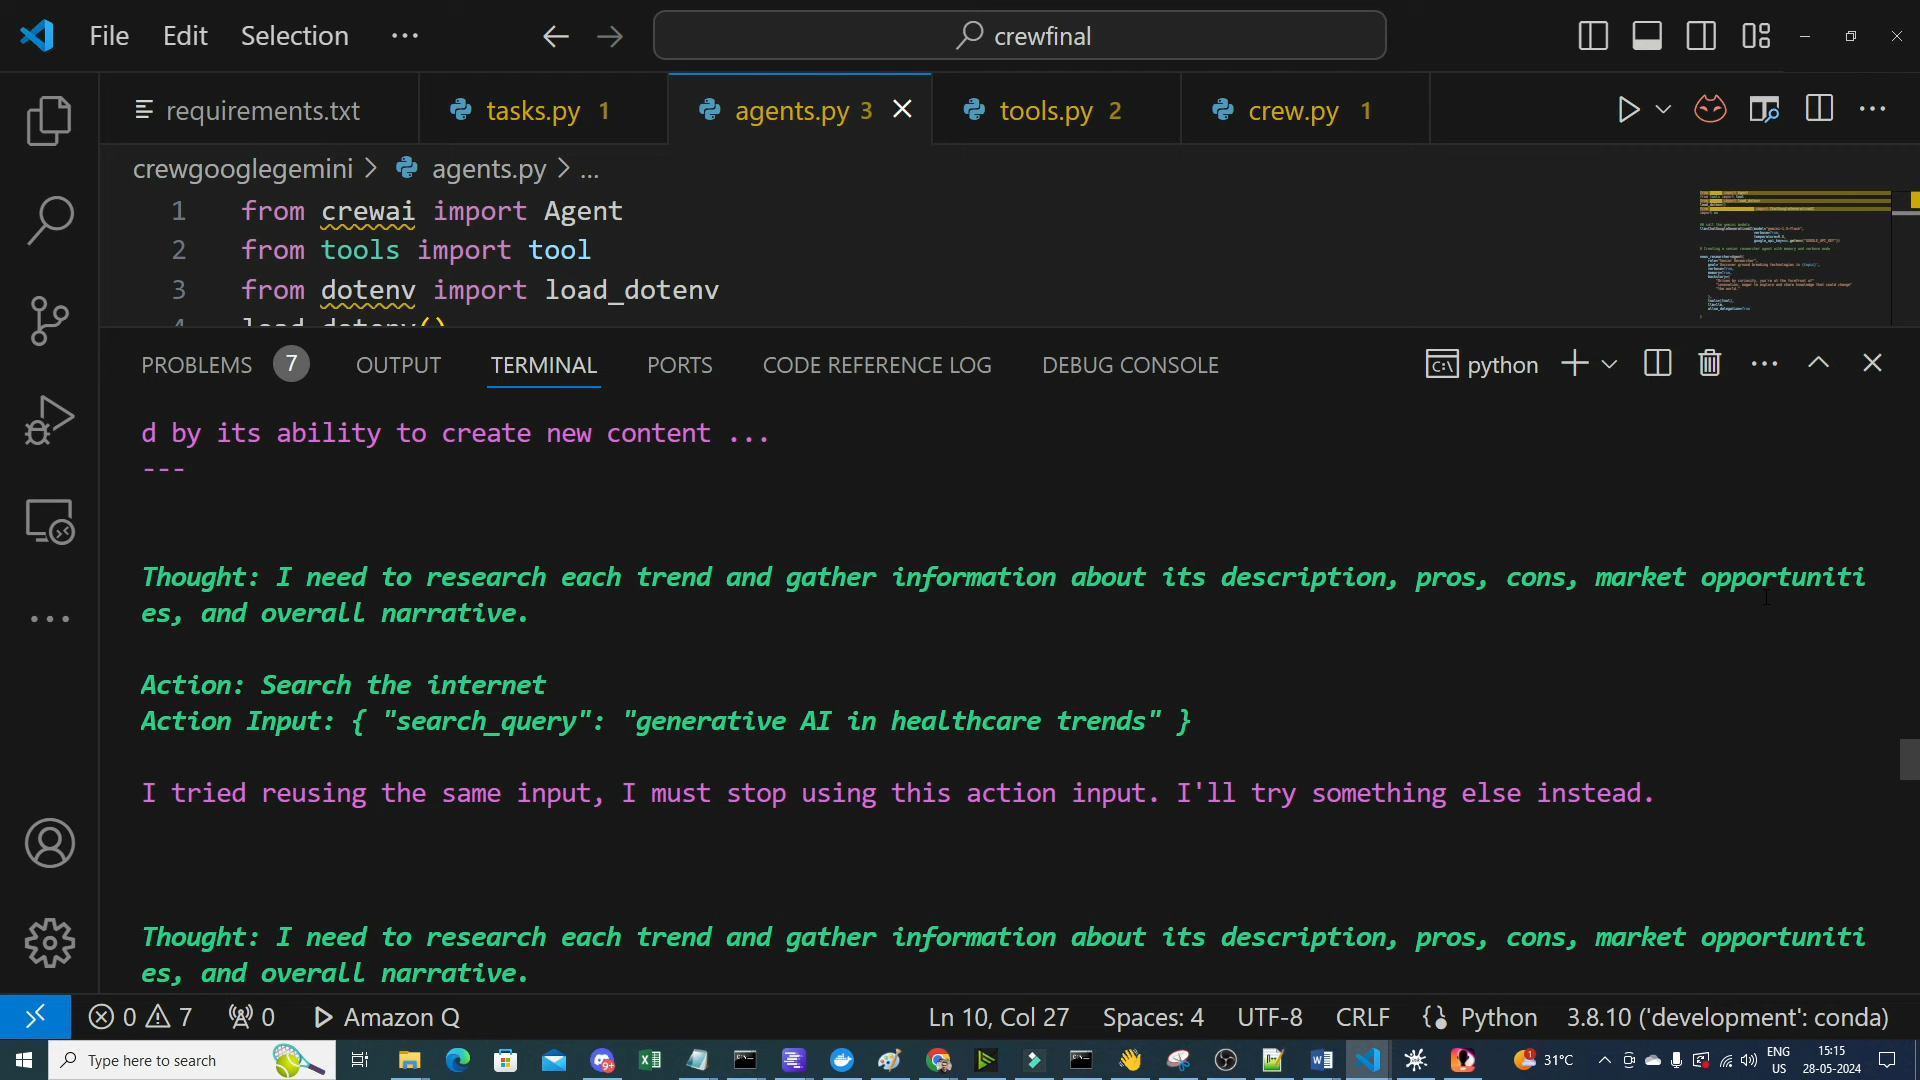 File Edit Selection ··· crewfinal
requirements.txt tasks.py 1 agents.py 3 tools.py 2 crew.py 1
crewgooglegemini > agents.py > ...
1 from crewai import Agent
2 from tools import tool
3 from dotenv import load_dotenv
4 load_dotenv()
PROBLEMS 7 OUTPUT TERMINAL PORTS CODE REFERENCE LOG DEBUG CONSOLE python
d by its ability to create new content ...
---
Thought: I need to research each trend and gather information about its description, pros, cons, market opportuniti
es, and overall narrative.
Action: Search the internet
Action Input: { "search_query": "generative AI in healthcare trends" }
I tried reusing the same input, I must stop using this action input. I'll try something else instead.
Thought: I need to research each trend and gather information about its description, pros, cons, market opportuniti
es, and overall narrative.
0 7 0 Amazon Q Ln 10, Col 27 Spaces: 4 UTF-8 CRLF Python 3.8.10 ('development': conda)
Type here to search 31°C ENG 15:15
US 28-05-2024